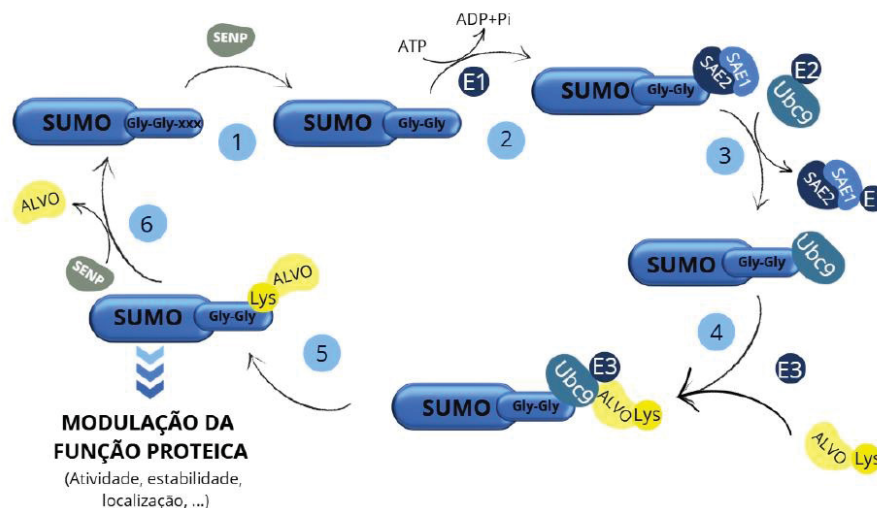 SENP
ADP+Pi
ATP
E1
SUMO
Gly-Gly-xxx
1
SUMO
Gly-Gly
2
SUMO
Gly-Gly
SAE2
SAE1
E2
Ubc9
3
SAE2
SAE1
E
SUMO
Gly-Gly
Ubc9
4
E3
ALVO
Lys
SUMO
Gly-Gly
Ubc9
E3
ALVO
Lys
5
SUMO
Gly-Gly
Lys
ALVO
SENP
6
ALVO
MODULAÇÃO DA
FUNÇÃO PROTEICA
(Atividade, estabilidade,
localização, ...)